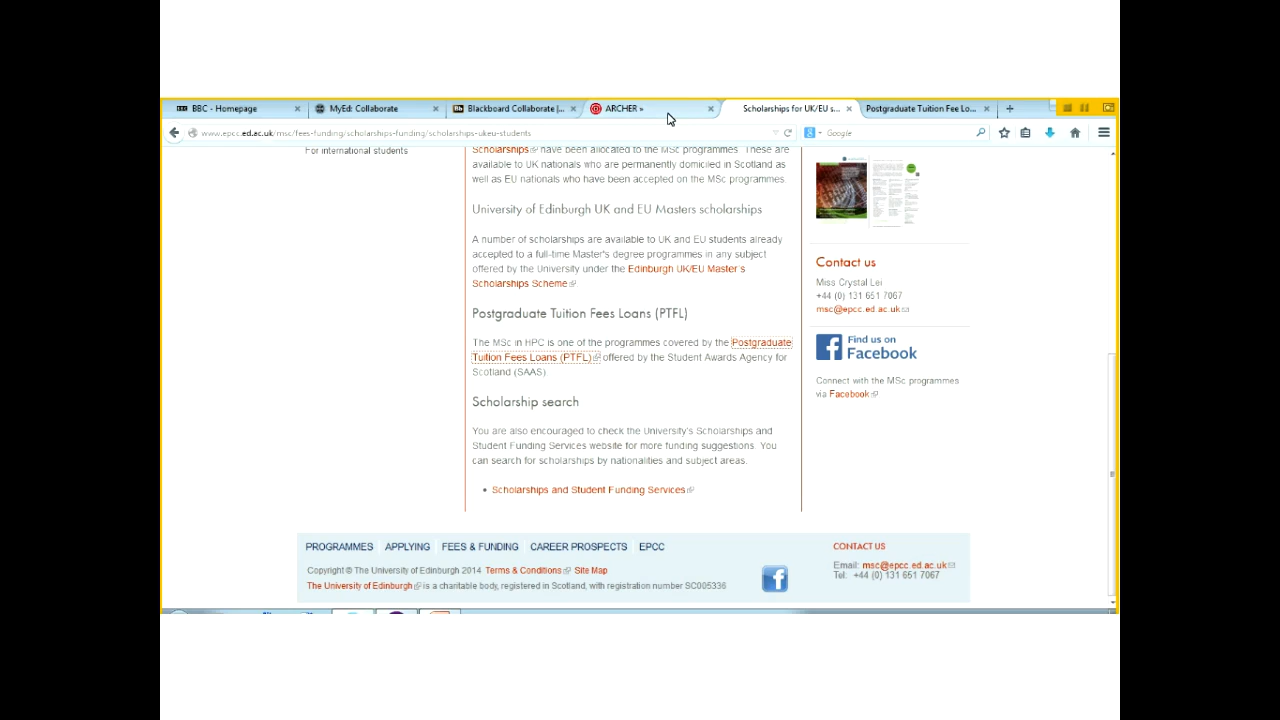 BBC - Homepage
MyEd: Collaborate
Blackboard Collaborate |...
ARCHER »
Scholarships for UK/EU s...
Postgraduate Tuition Fee Lo...
www.epcc.ed.ac.uk/msc/fees-funding/scholarships-funding/scholarships-ukeu-students
Google
For international students
Scholarships have been allocated to the MSc programmes. These are
available to UK nationals who are permanently domiciled in Scotland as
well as EU nationals who have been accepted on the MSc programmes.
University of Edinburgh UK and EU Masters scholarships
A number of scholarships are available to UK and EU students already
accepted to a full-time Master's degree programmes in any subject
offered by the University under the Edinburgh UK/EU Master's
Scholarships Scheme
Postgraduate Tuition Fees Loans (PTFL)
The MSc in HPC is one of the programmes covered by the Postgraduate
Tuition Fees Loans (PTFL) offered by the Student Awards Agency for
Scotland (SAAS)
Scholarship search
You are also encouraged to check the University's Scholarships and
Student Funding Services website for more funding suggestions. You
can search for scholarships by nationalities and subject areas.
• Scholarships and Student Funding Services
Contact us
Miss Crystal Lei
+44 (0) 131 651 7067
msc@epcc.ed.ac.uk
Find us on
Facebook
Connect with the MSc programmes
via Facebook
PROGRAMMES APPLYING FEES & FUNDING CAREER PROSPECTS EPCC
Copyright © The University of Edinburgh 2014 Terms & Conditions Site Map
The University of Edinburgh is a charitable body, registered in Scotland, with registration number SC005336
CONTACT US
Email: msc@epcc.ed.ac.uk
Tel: +44 (0) 131 651 7067